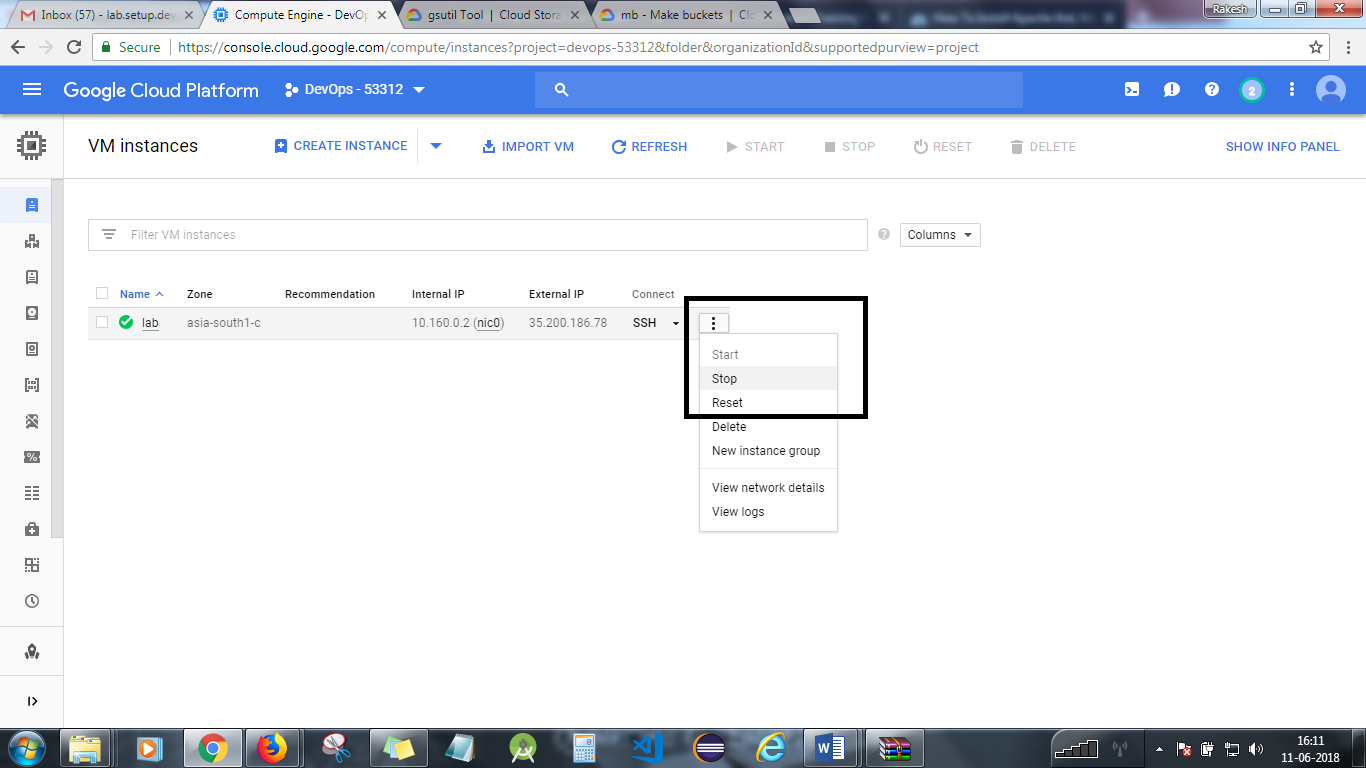 Inbox (57) - lab.setup.dev
Compute Engine - DevOp
gsutil Tool | Cloud Stora
mb - Make buckets | Clo
Rakesh
Secure
https://console.cloud.google.com/compute/instances?project=devops-53312&folder&organizationId&supportedpurview=project
Google Cloud Platform
DevOps - 53312
2
VM instances
CREATE INSTANCE
IMPORT VM
REFRESH
START
STOP
RESET
DELETE
SHOW INFO PANEL
Filter VM instances
Columns
Name Zone Recommendation Internal IP External IP Connect
lab asia-south1-c 10.160.0.2 (nic0) 35.200.186.78 SSH
Start
Stop
Reset
Delete
New instance group
View network details
View logs
16:11
11-06-2018